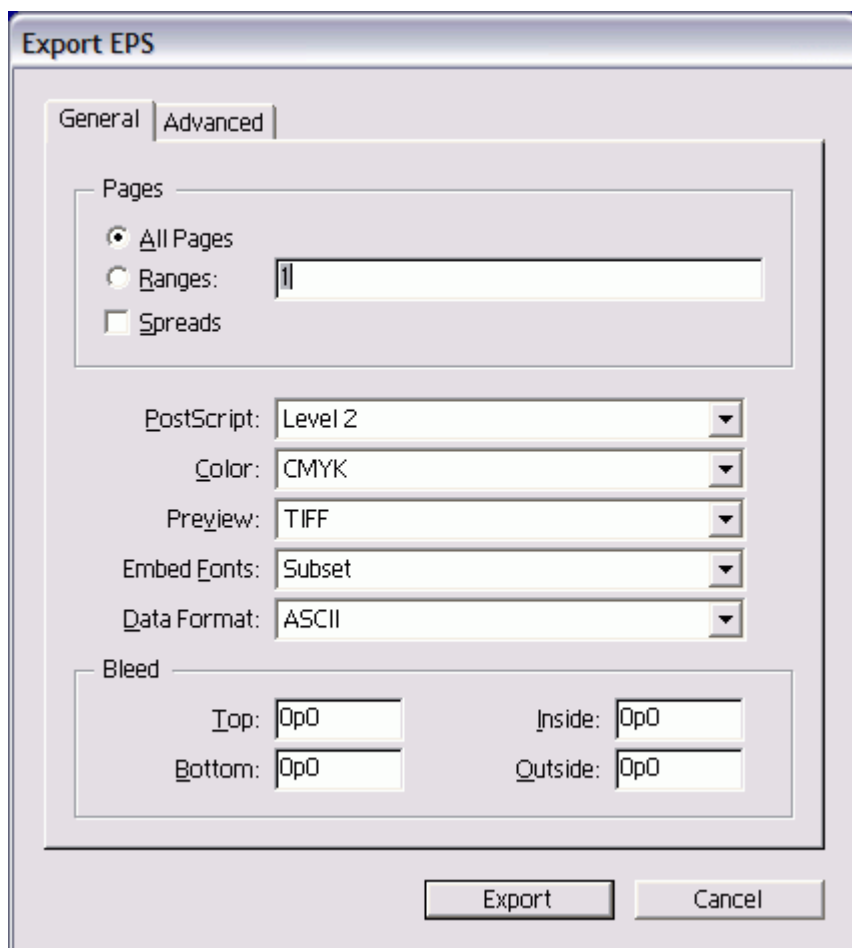 Export EPS
General Advanced
Pages
All Pages
Ranges: 1
Spreads
PostScript: Level 2
Color: CMYK
Preview: TIFF
Embed Fonts: Subset
Data Format: ASCII
Bleed
Top: 0p0 Inside: 0p0
Bottom: 0p0 Outside: 0p0
Export Cancel